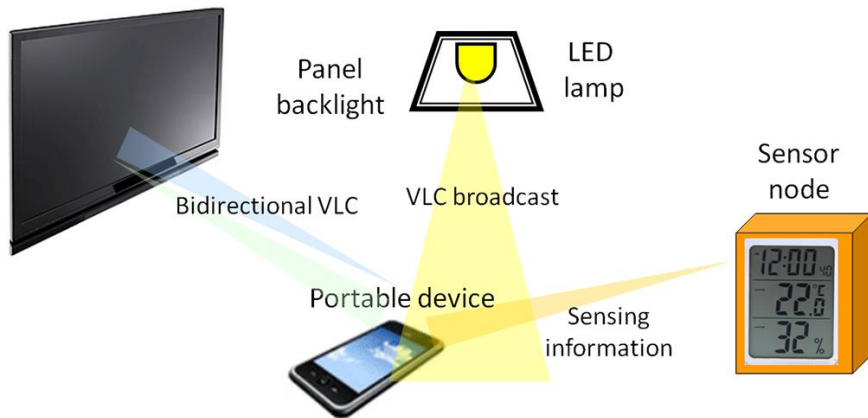 Panel
backlight
LED
lamp
Sensor
node
Bidirectional VLC
VLC broadcast
Portable device
Sensing
information
12:00 40
22.0 °C
32 %